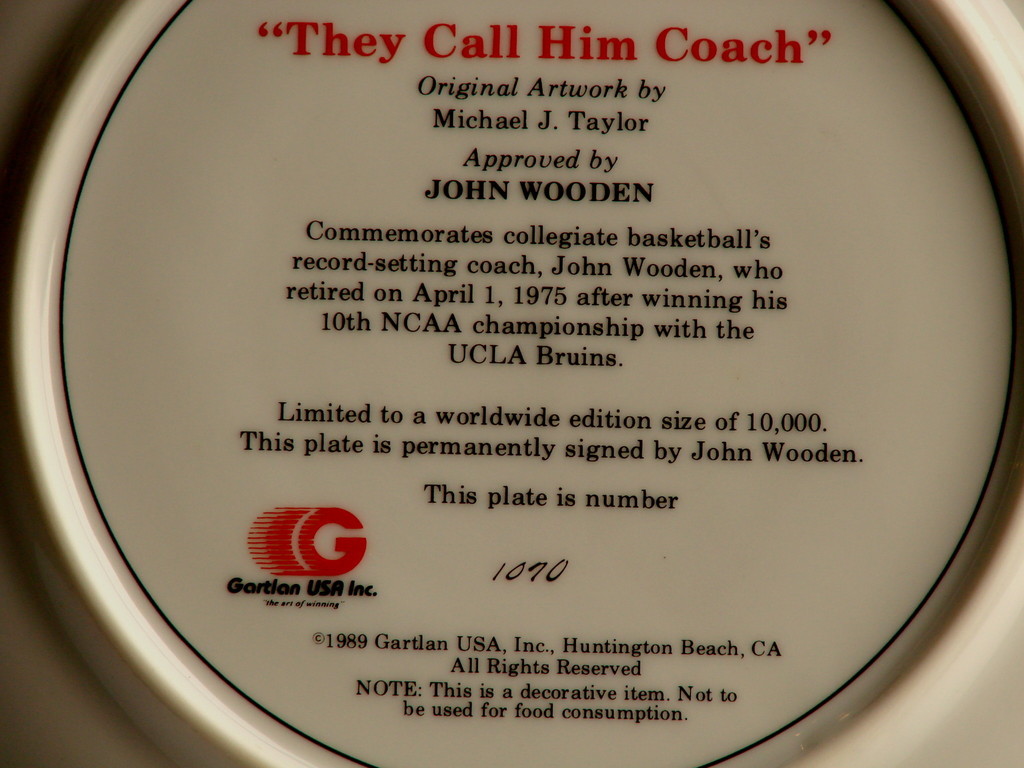 “They Call Him Coach”
Original Artwork by
Michael J. Taylor
Approved by
JOHN WOODEN
Commemorates collegiate basketball's
record-setting coach, John Wooden, who
retired on April 1, 1975 after winning his
10th NCAA championship with the
UCLA Bruins.
Limited to a worldwide edition size of 10,000.
This plate is permanently signed by John Wooden.
This plate is number
1070
G
Gartlan USA Inc.
"the art of winning"
©1989 Gartlan USA, Inc., Huntington Beach, CA
All Rights Reserved
NOTE: This is a decorative item. Not to
be used for food consumption.